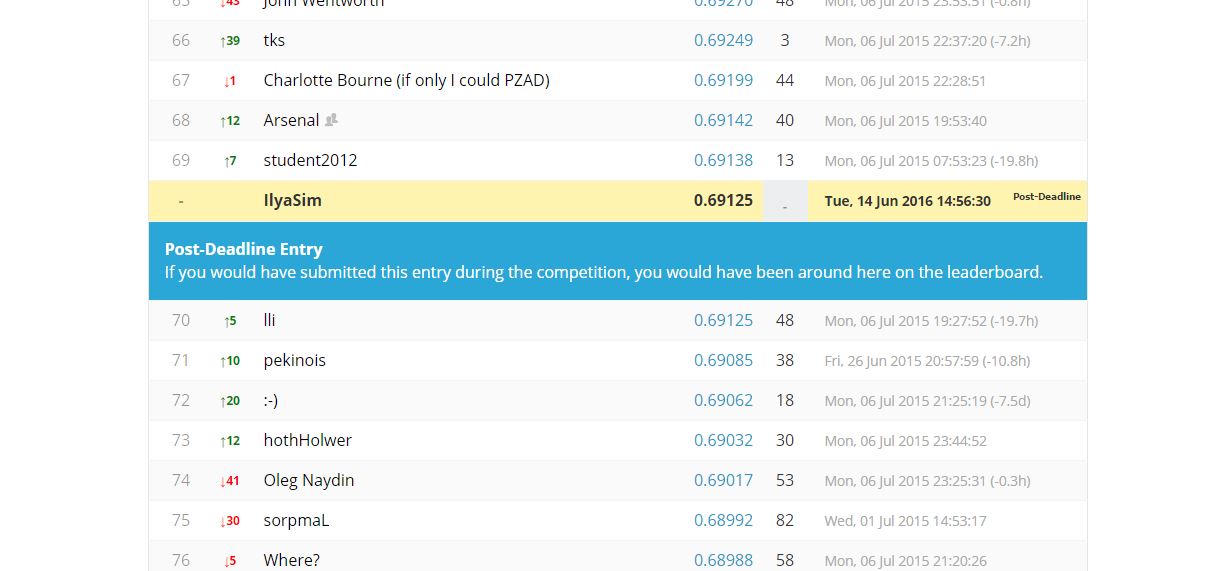 65 ↓43 John Wentworth 0.69270 48 Mon, 06 Jul 2015 23:53:51 (-0.8h)
66 ↑39 tks 0.69249 3 Mon, 06 Jul 2015 22:37:20 (-7.2h)
67 ↓1 Charlotte Bourne (if only I could PZAD) 0.69199 44 Mon, 06 Jul 2015 22:28:51
68 ↑12 Arsenal 0.69142 40 Mon, 06 Jul 2015 19:53:40
69 ↑7 student2012 0.69138 13 Mon, 06 Jul 2015 07:53:23 (-19.8h)
- IlyaSim 0.69125 - Tue, 14 Jun 2016 14:56:30 Post-Deadline
Post-Deadline Entry
If you would have submitted this entry during the competition, you would have been around here on the leaderboard.
70 ↑5 lli 0.69125 48 Mon, 06 Jul 2015 19:27:52 (-19.7h)
71 ↑10 pekinois 0.69085 38 Fri, 26 Jun 2015 20:57:59 (-10.8h)
72 ↑20 :-) 0.69062 18 Mon, 06 Jul 2015 21:25:19 (-7.5d)
73 ↑12 hothHolwer 0.69032 30 Mon, 06 Jul 2015 23:44:52
74 ↓41 Oleg Naydin 0.69017 53 Mon, 06 Jul 2015 23:25:31 (-0.3h)
75 ↓30 sorpmaL 0.68992 82 Wed, 01 Jul 2015 14:53:17
76 ↓5 Where? 0.68988 58 Mon, 06 Jul 2015 21:20:26